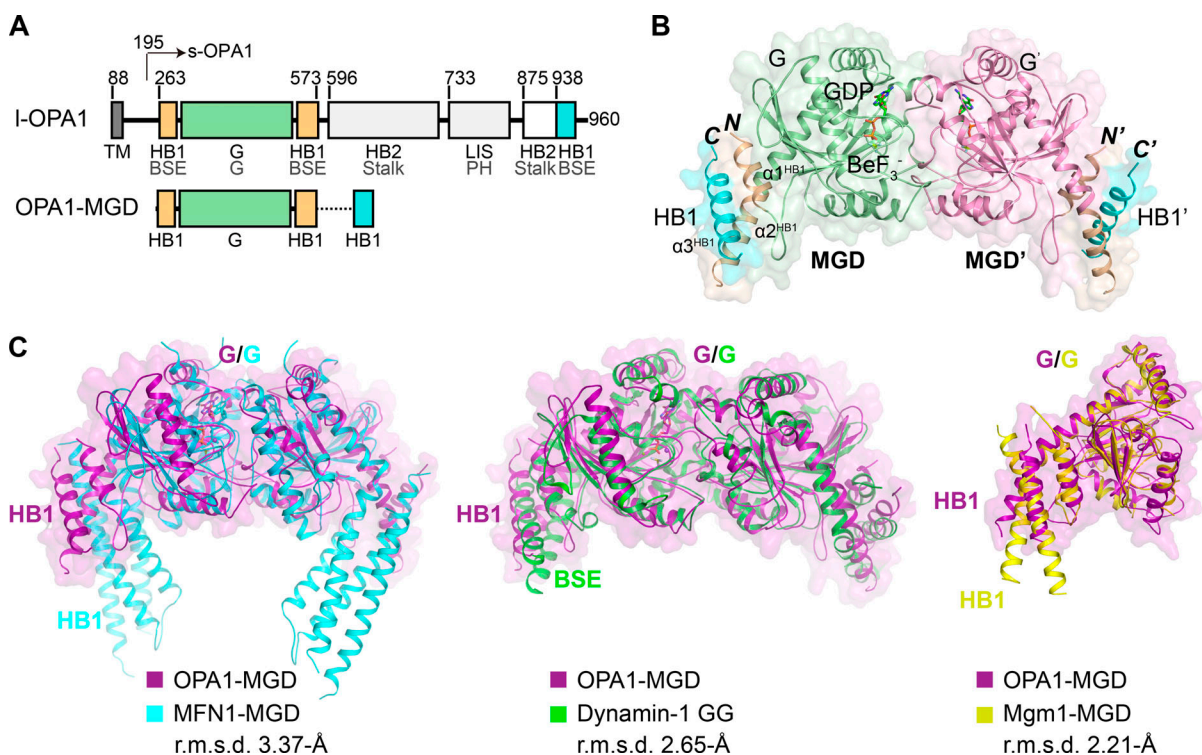 A
195
s-OPA1
88 263 573 596 733 875 938
l-OPA1
960
TM HB1 G HB1 HB2 LIS HB2 HB1
BSE G BSE Stalk PH Stalk BSE
OPA1-MGD
HB1 G HB1 HB1
B
G G'
GDP
C N
N' C'
BeF3-
α1HB1
HB1
HB1'
α2HB1
α3HB1
MGD MGD'
C
G/G
HB1
HB1
OPA1-MGD
MFN1-MGD
r.m.s.d. 3.37-Å
G/G
HB1
BSE
OPA1-MGD
Dynamin-1 GG
r.m.s.d. 2.65-Å
G/G
HB1
HB1
OPA1-MGD
Mgm1-MGD
r.m.s.d. 2.21-Å